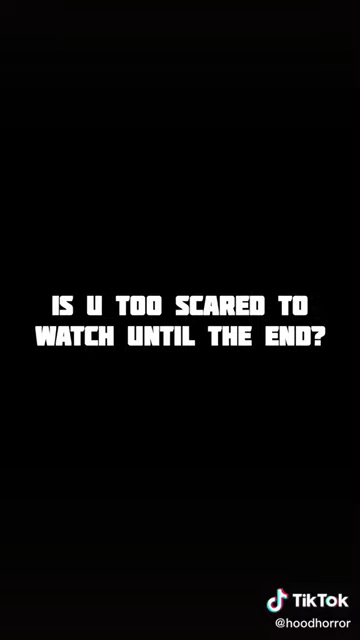 IS U TOO SCARED TO
WATCH UNTIL THE END?
TikTok
@hoodhorror